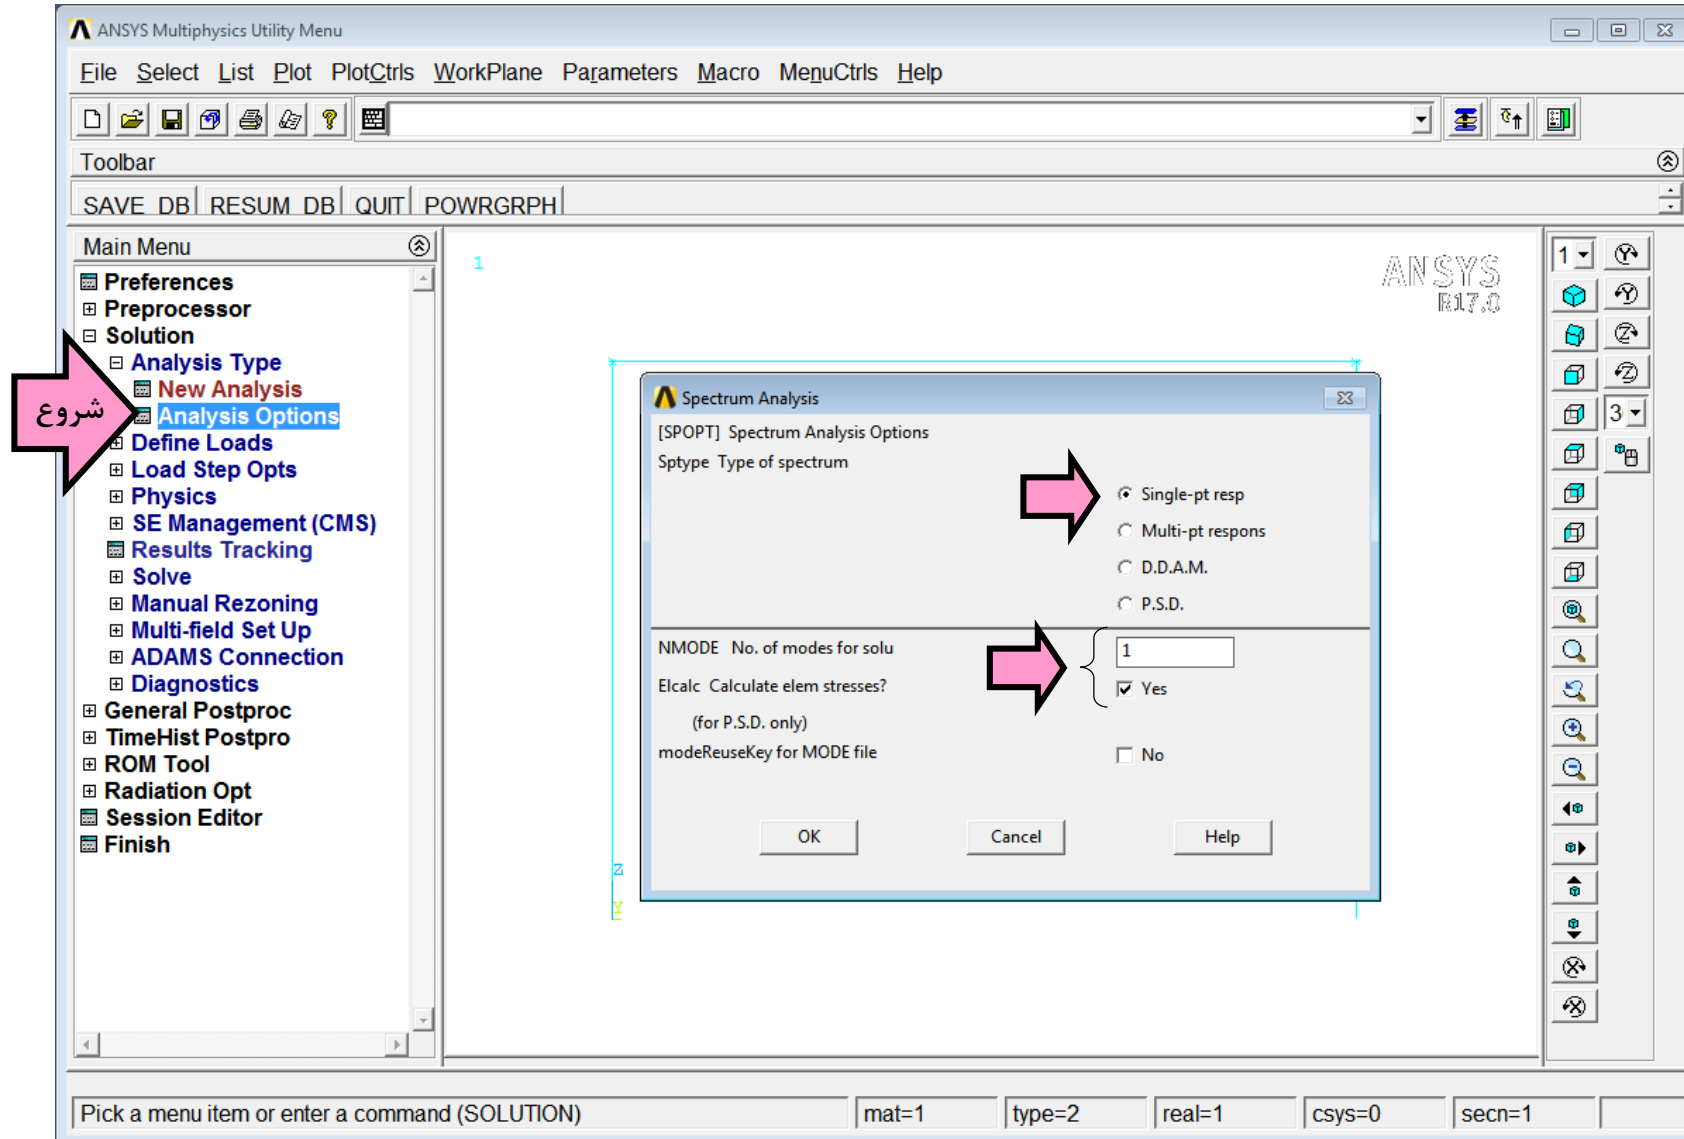 ANSYS Multiphysics Utility Menu
File Select List Plot PlotCtrls WorkPlane Parameters Macro MenuCtrls Help
Toolbar
SAVE_DB RESUM_DB QUIT POWRGRPH
Main Menu
Preferences
Preprocessor
Solution
Analysis Type
New Analysis
Analysis Options
شروع
Define Loads
Load Step Opts
Physics
SE Management (CMS)
Results Tracking
Solve
Manual Rezoning
Multi-field Set Up
ADAMS Connection
Diagnostics
General Postproc
TimeHist Postpro
ROM Tool
Radiation Opt
Session Editor
Finish
1
ANSYS
R17.0
Spectrum Analysis
[SPOPT] Spectrum Analysis Options
Sptype Type of spectrum
Single-pt resp
Multi-pt respons
D.D.A.M.
P.S.D.
NMODE No. of modes for solu 1
Elcalc Calculate elem stresses? Yes
(for P.S.D. only)
modeReuseKey for MODE file No
OK Cancel Help
Z
Y
1
3
Pick a menu item or enter a command (SOLUTION) mat=1 type=2 real=1 csys=0 secn=1